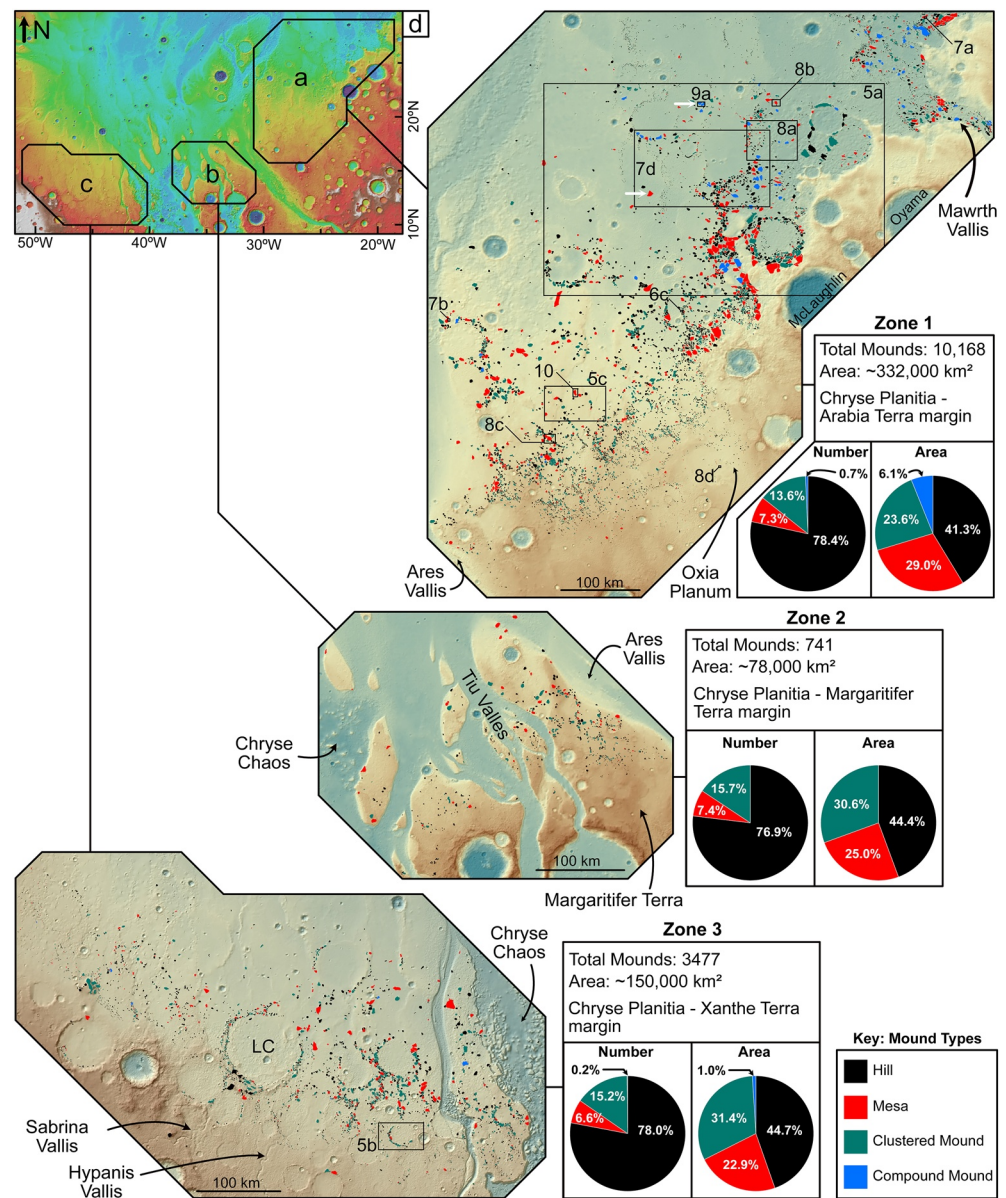 N
d
a
b
c
20°N
10°N
50°W
40°W
30°W
20°W
7a
8b
9a
5a
8a
7d
Oyama
Mawrth
Vallis
McLaughlin
6c
7b
10
5c
8c
8d
Ares
Vallis
100 km
Oxia
Planum
Zone 1
Total Mounds: 10,168
Area: ~332,000 km²
Chryse Planitia -
Arabia Terra margin
Number
Area
0.7%
6.1%
13.6%
7.3%
78.4%
23.6%
41.3%
29.0%
Zone 2
Total Mounds: 741
Area: ~78,000 km²
Chryse Planitia - Margaritifer
Terra margin
Number
Area
15.7%
7.4%
76.9%
30.6%
44.4%
25.0%
Ares
Vallis
Tiu Valles
Chryse
Chaos
100 km
Margaritifer Terra
Zone 3
Total Mounds: 3477
Area: ~150,000 km²
Chryse Planitia - Xanthe Terra
margin
Number
Area
0.2%
1.0%
15.2%
6.6%
78.0%
31.4%
44.7%
22.9%
Chryse
Chaos
LC
5b
Sabrina
Vallis
Hypanis
Vallis
100 km
Key: Mound Types
Hill
Mesa
Clustered Mound
Compound Mound